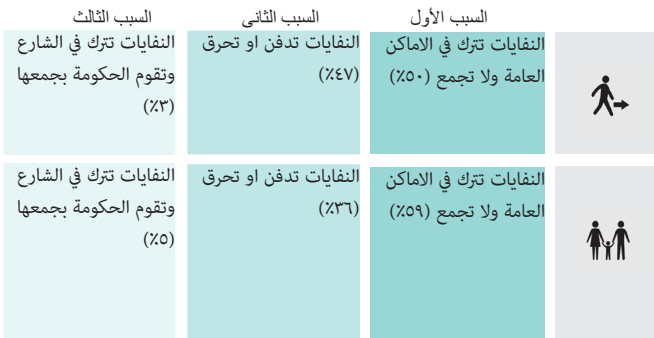 السبب الأول
السبب الثاني
السبب الثالث
النفايات تترك في الاماكن
العامة ولا تجمع (٥٠٪)
النفايات تدفن او تحرق
(٤٧٪)
النفايات تترك في الشارع
وتقوم الحكومة بجمعها
(٣٪)
النفايات تترك في الاماكن
العامة ولا تجمع (٥٩٪)
النفايات تدفن او تحرق
(٣٦٪)
النفايات تترك في الشارع
وتقوم الحكومة بجمعها
(٥٪)